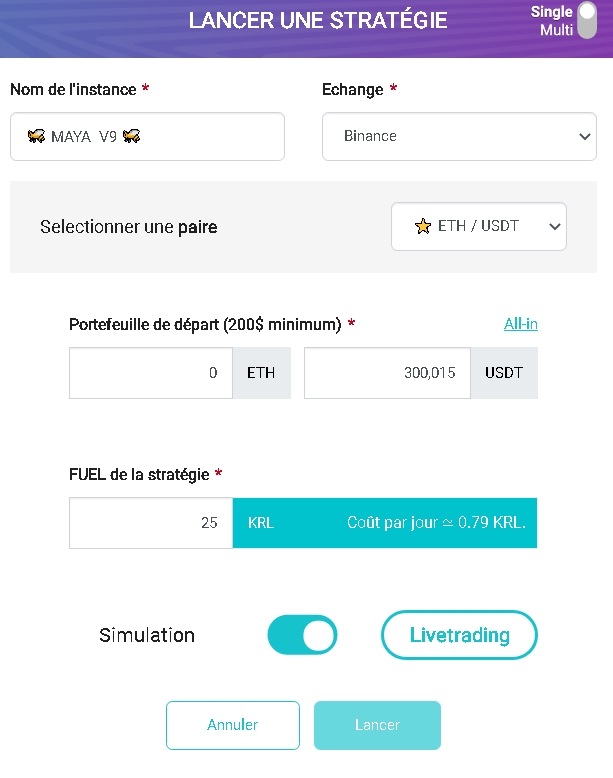 LANCER UNE STRATÉGIE
Single
Multi
Nom de l'instance *
Echange *
MAYA V9
Binance
Selectionner une paire
ETH / USDT
Portefeuille de départ (200$ minimum) *
All-in
0 ETH
300,015 USDT
FUEL de la stratégie *
25 KRL
Coût par jour ≃ 0.79 KRL.
Simulation
Livetrading
Annuler
Lancer